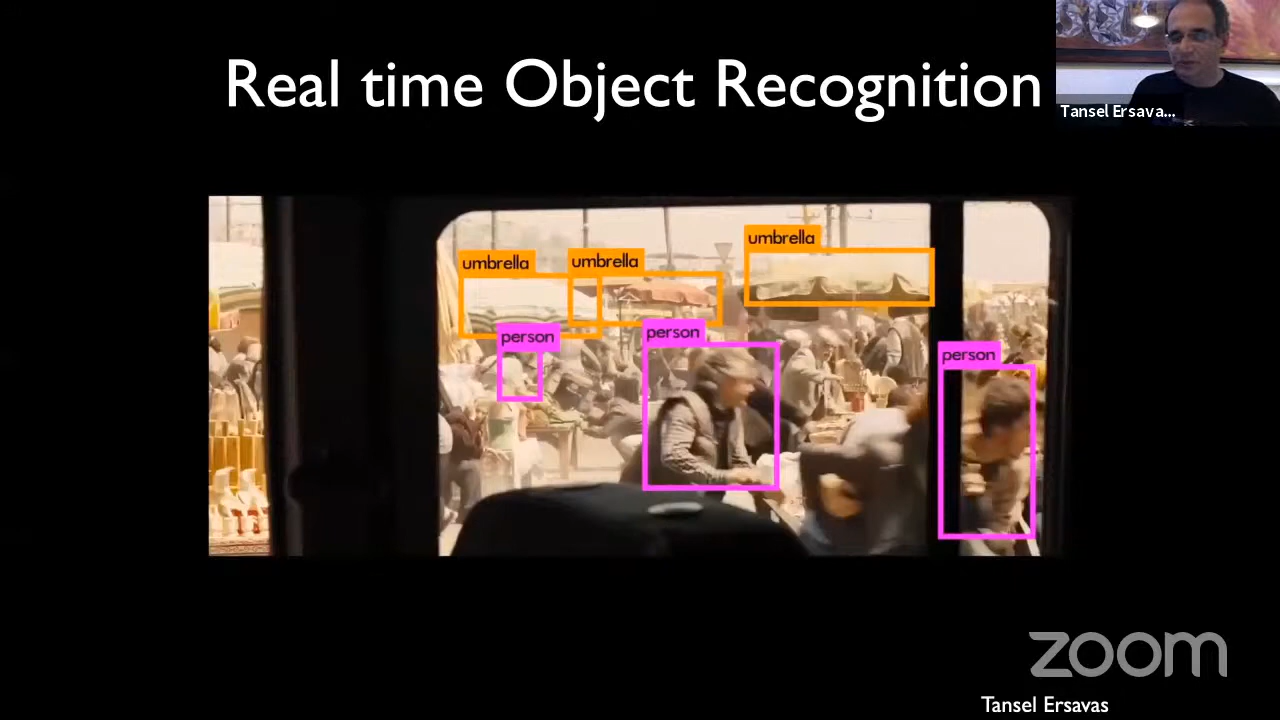 Real time Object Recognition
Tansel Ersava...
umbrella
umbrella
umbrella
person
person
person
zoom
Tansel Ersavas